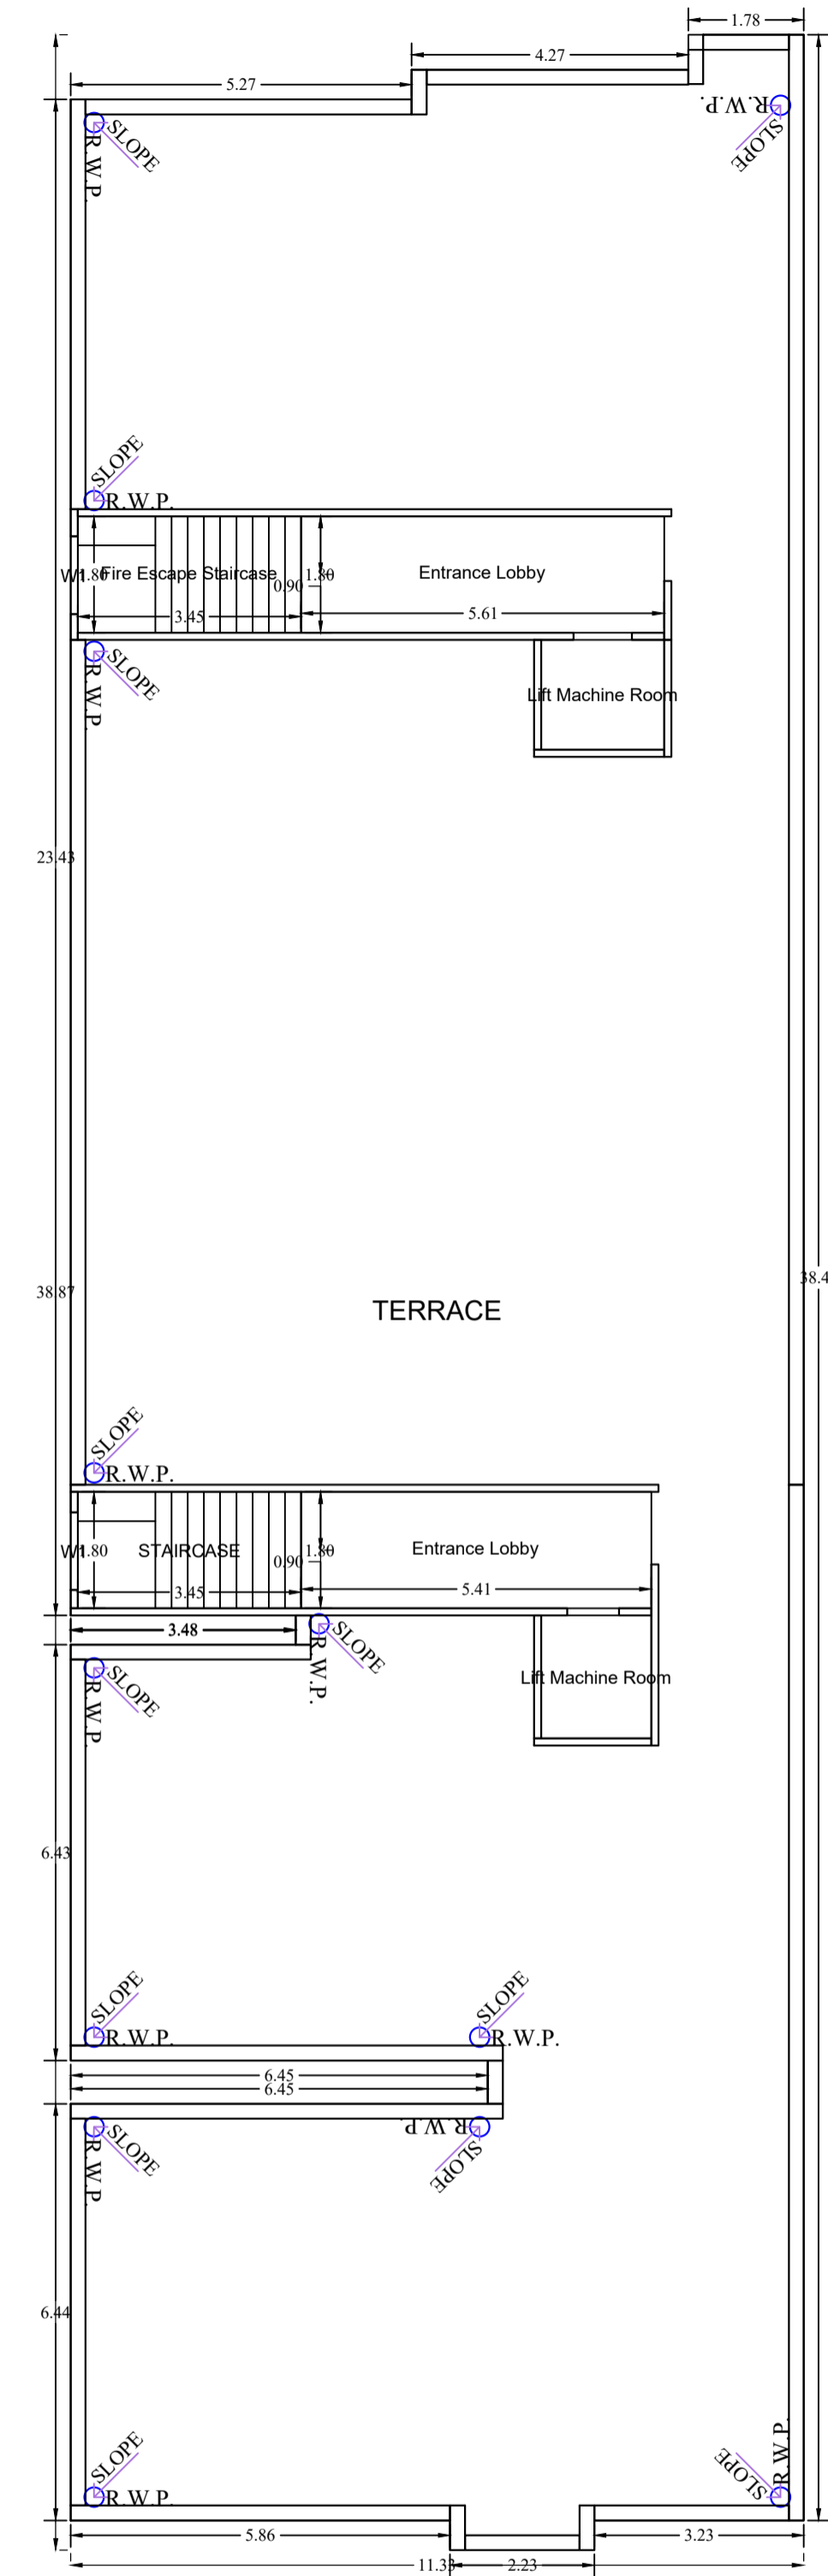 1.78
4.27
5.27
R.W.P.
SLOPE
SLOPE
R.W.P.
SLOPE
R.W.P.
W1
1.80
Fire Escape Staircase
0.90
1.80
Entrance Lobby
3.45
5.61
SLOPE
R.W.P.
Lift Machine Room
23.43
38.87
TERRACE
SLOPE
R.W.P.
W1
1.80
STAIRCASE
0.90
1.80
Entrance Lobby
3.45
5.41
3.48
SLOPE
R.W.P.
SLOPE
R.W.P.
Lift Machine Room
6.43
SLOPE
R.W.P.
SLOPE
R.W.P.
6.45
6.45
R.W.P.
SLOPE
SLOPE
R.W.P.
6.44
SLOPE
R.W.P.
SLOPE
R.W.P.
5.86
3.23
11.33
2.23